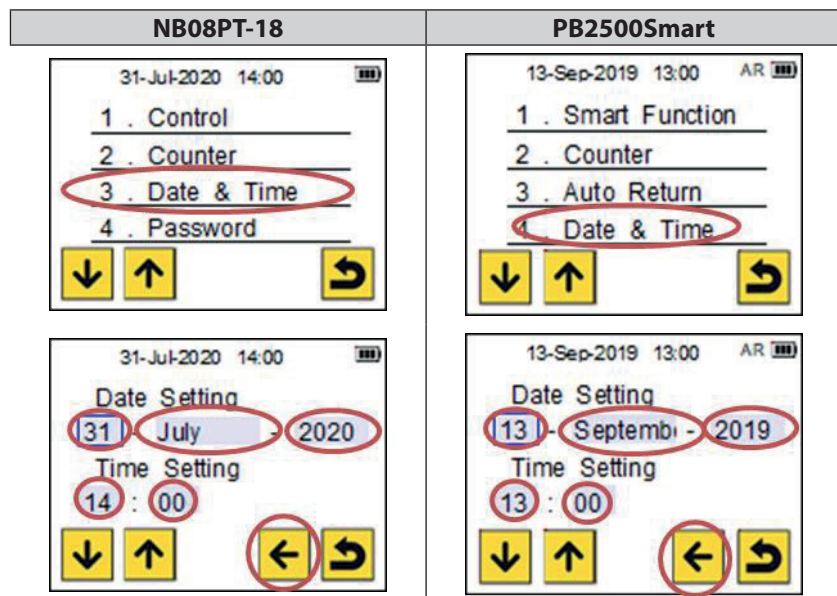 NB08PT-18
PB2500Smart
31-Jul-2020 14:00
1 . Control
2 . Counter
3 . Date & Time
4 . Password
13-Sep-2019 13:00 AR
1 . Smart Function
2 . Counter
3 . Auto Return
4 . Date & Time
31-Jul-2020 14:00
Date Setting
31 - July - 2020
Time Setting
14 : 00
13-Sep-2019 13:00 AR
Date Setting
13 - Septemb - 2019
Time Setting
13 : 00